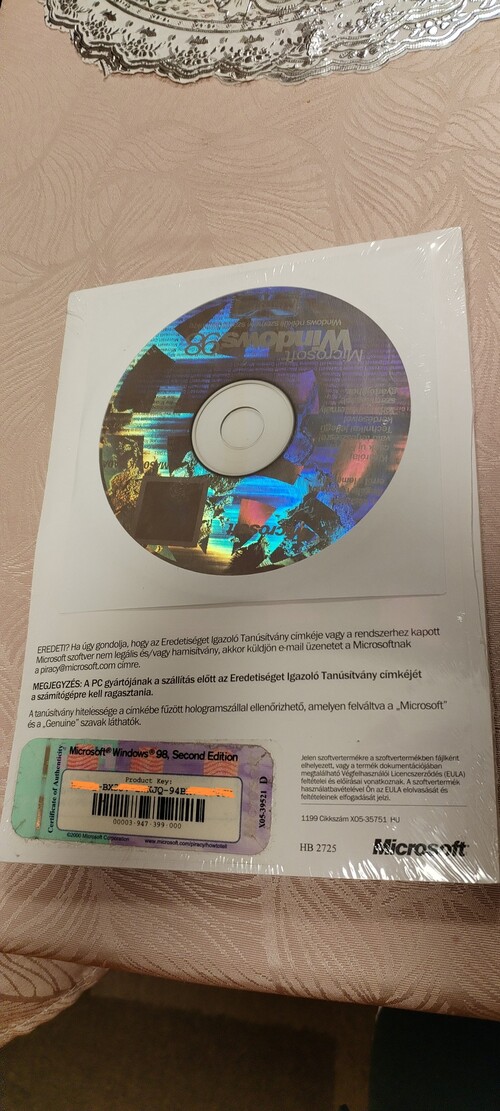 Microsoft
Windows 98
EREDETI? Ha úgy gondolja, hogy az Eredetiséget Igazoló Tanúsítvány címkéje vagy a rendszerhez kapott
Microsoft szoftver nem legális és/vagy hamisítvány, akkor küldjön e-mail üzenetet a Microsoftnak
a piracy@microsoft.com címre.
MEGJEGYZÉS: A PC gyártójának a szállítás előtt az Eredetiséget Igazoló Tanúsítvány címkéjét
a számítógépre kell ragasztania.
A tanúsítvány hitelessége a címkébe fűzött hologramszállal ellenőrizhető, amelyen felváltva a „Microsoft”
és a „Genuine” szavak láthatók.
Certificate of Authenticity
Microsoft® Windows® 98, Second Edition
Product Key:
00003-947-399-000
X05-39521 D
©2000 Microsoft Corporation
www.microsoft.com/piracy/howtotell
Jelen szoftvertermékre a szoftvertermékben fájlként
elhelyezett, vagy a termék dokumentációjában
megtalálható Végfelhasználói Licencszerződés (EULA)
feltételei és előírásai vonatkoznak. A szoftvertermék
használatbavételével Ön az EULA elolvasását és
feltételeinek elfogadását jelzi.
1199 Cikkszám X05-35751 HU
HB 2725
Microsoft